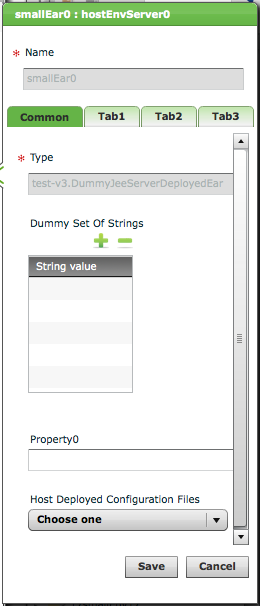 smallEar0 : hostEnvServer0
* Name
smallEar0
Common Tab1 Tab2 Tab3
* Type
test-v3.DummyJeeServerDeployedEar
Dummy Set Of Strings
String value
Property0
Host Deployed Configuration Files
Choose one
Save Cancel